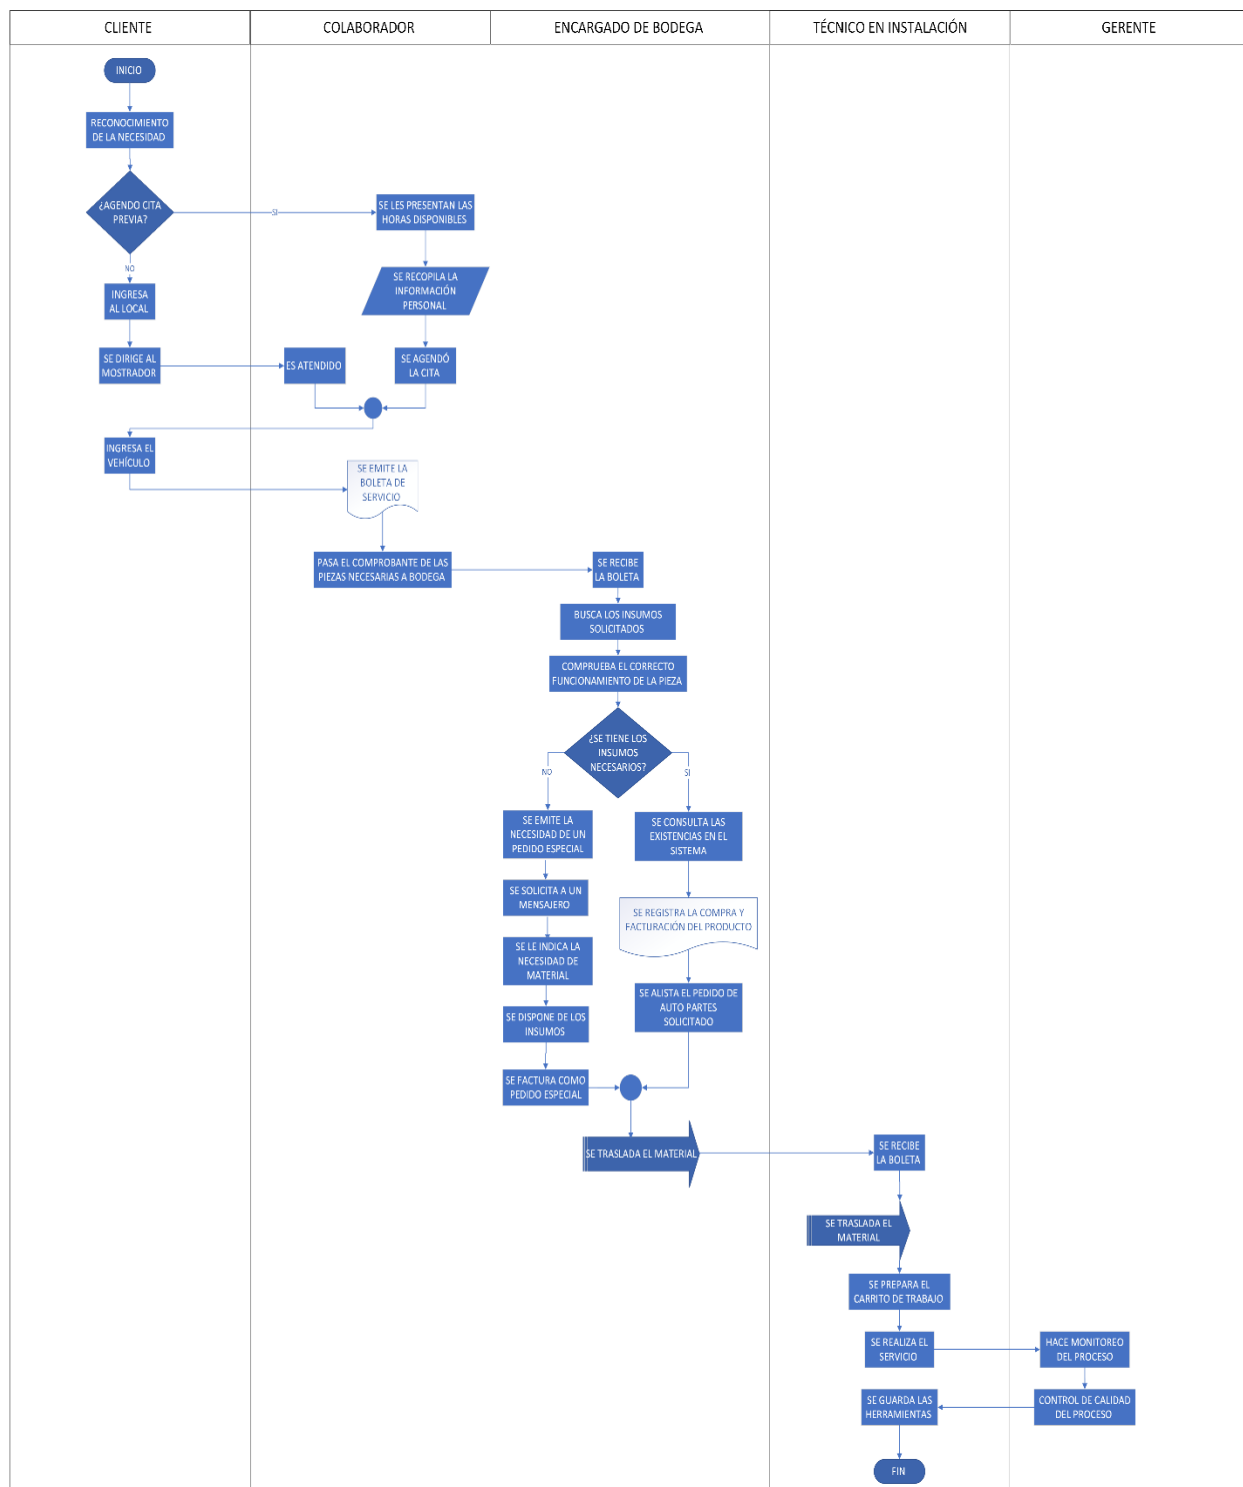 CLIENTE
COLABORADOR
ENCARGADO DE BODEGA
TÉCNICO EN INSTALACIÓN
GERENTE
INICIO
RECONOCIMIENTO
DE LA NECESIDAD
¿AGENDO CITA
PREVIA?
SI
SE LES PRESENTAN LAS
HORAS DISPONIBLES
NO
SE RECOPILA LA
INFORMACIÓN
PERSONAL
INGRESA
AL LOCAL
SE DIRIGE AL
MOSTRADOR
ES ATENDIDO
SE AGENDÓ
LA CITA
INGRESA EL
VEHÍCULO
SE EMITE LA
BOLETA DE
SERVICIO
PASA EL COMPROBANTE DE LAS
PIEZAS NECESARIAS A BODEGA
SE RECIBE
LA BOLETA
BUSCA LOS INSUMOS
SOLICITADOS
COMPRUEBA EL CORRECTO
FUNCIONAMIENTO DE LA PIEZA
¿SE TIENE LOS
INSUMOS
NECESARIOS?
NO
SI
SE EMITE LA
NECESIDAD DE UN
PEDIDO ESPECIAL
SE CONSULTA LAS
EXISTENCIAS EN EL
SISTEMA
SE SOLICITA A UN
MENSAJERO
SE REGISTRA LA COMPRA Y
FACTURACIÓN DEL PRODUCTO
SE LE INDICA LA
NECESIDAD DE
MATERIAL
SE ALISTA EL PEDIDO DE
AUTO PARTES
SOLICITADO
SE DISPONE DE LOS
INSUMOS
SE FACTURA COMO
PEDIDO ESPECIAL
SE TRASLADA EL MATERIAL
SE RECIBE
LA BOLETA
SE TRASLADA EL
MATERIAL
SE PREPARA EL
CARRITO DE TRABAJO
SE REALIZA EL
SERVICIO
HACE MONITOREO
DEL PROCESO
SE GUARDA LAS
HERRAMIENTAS
CONTROL DE CALIDAD
DEL PROCESO
FIN